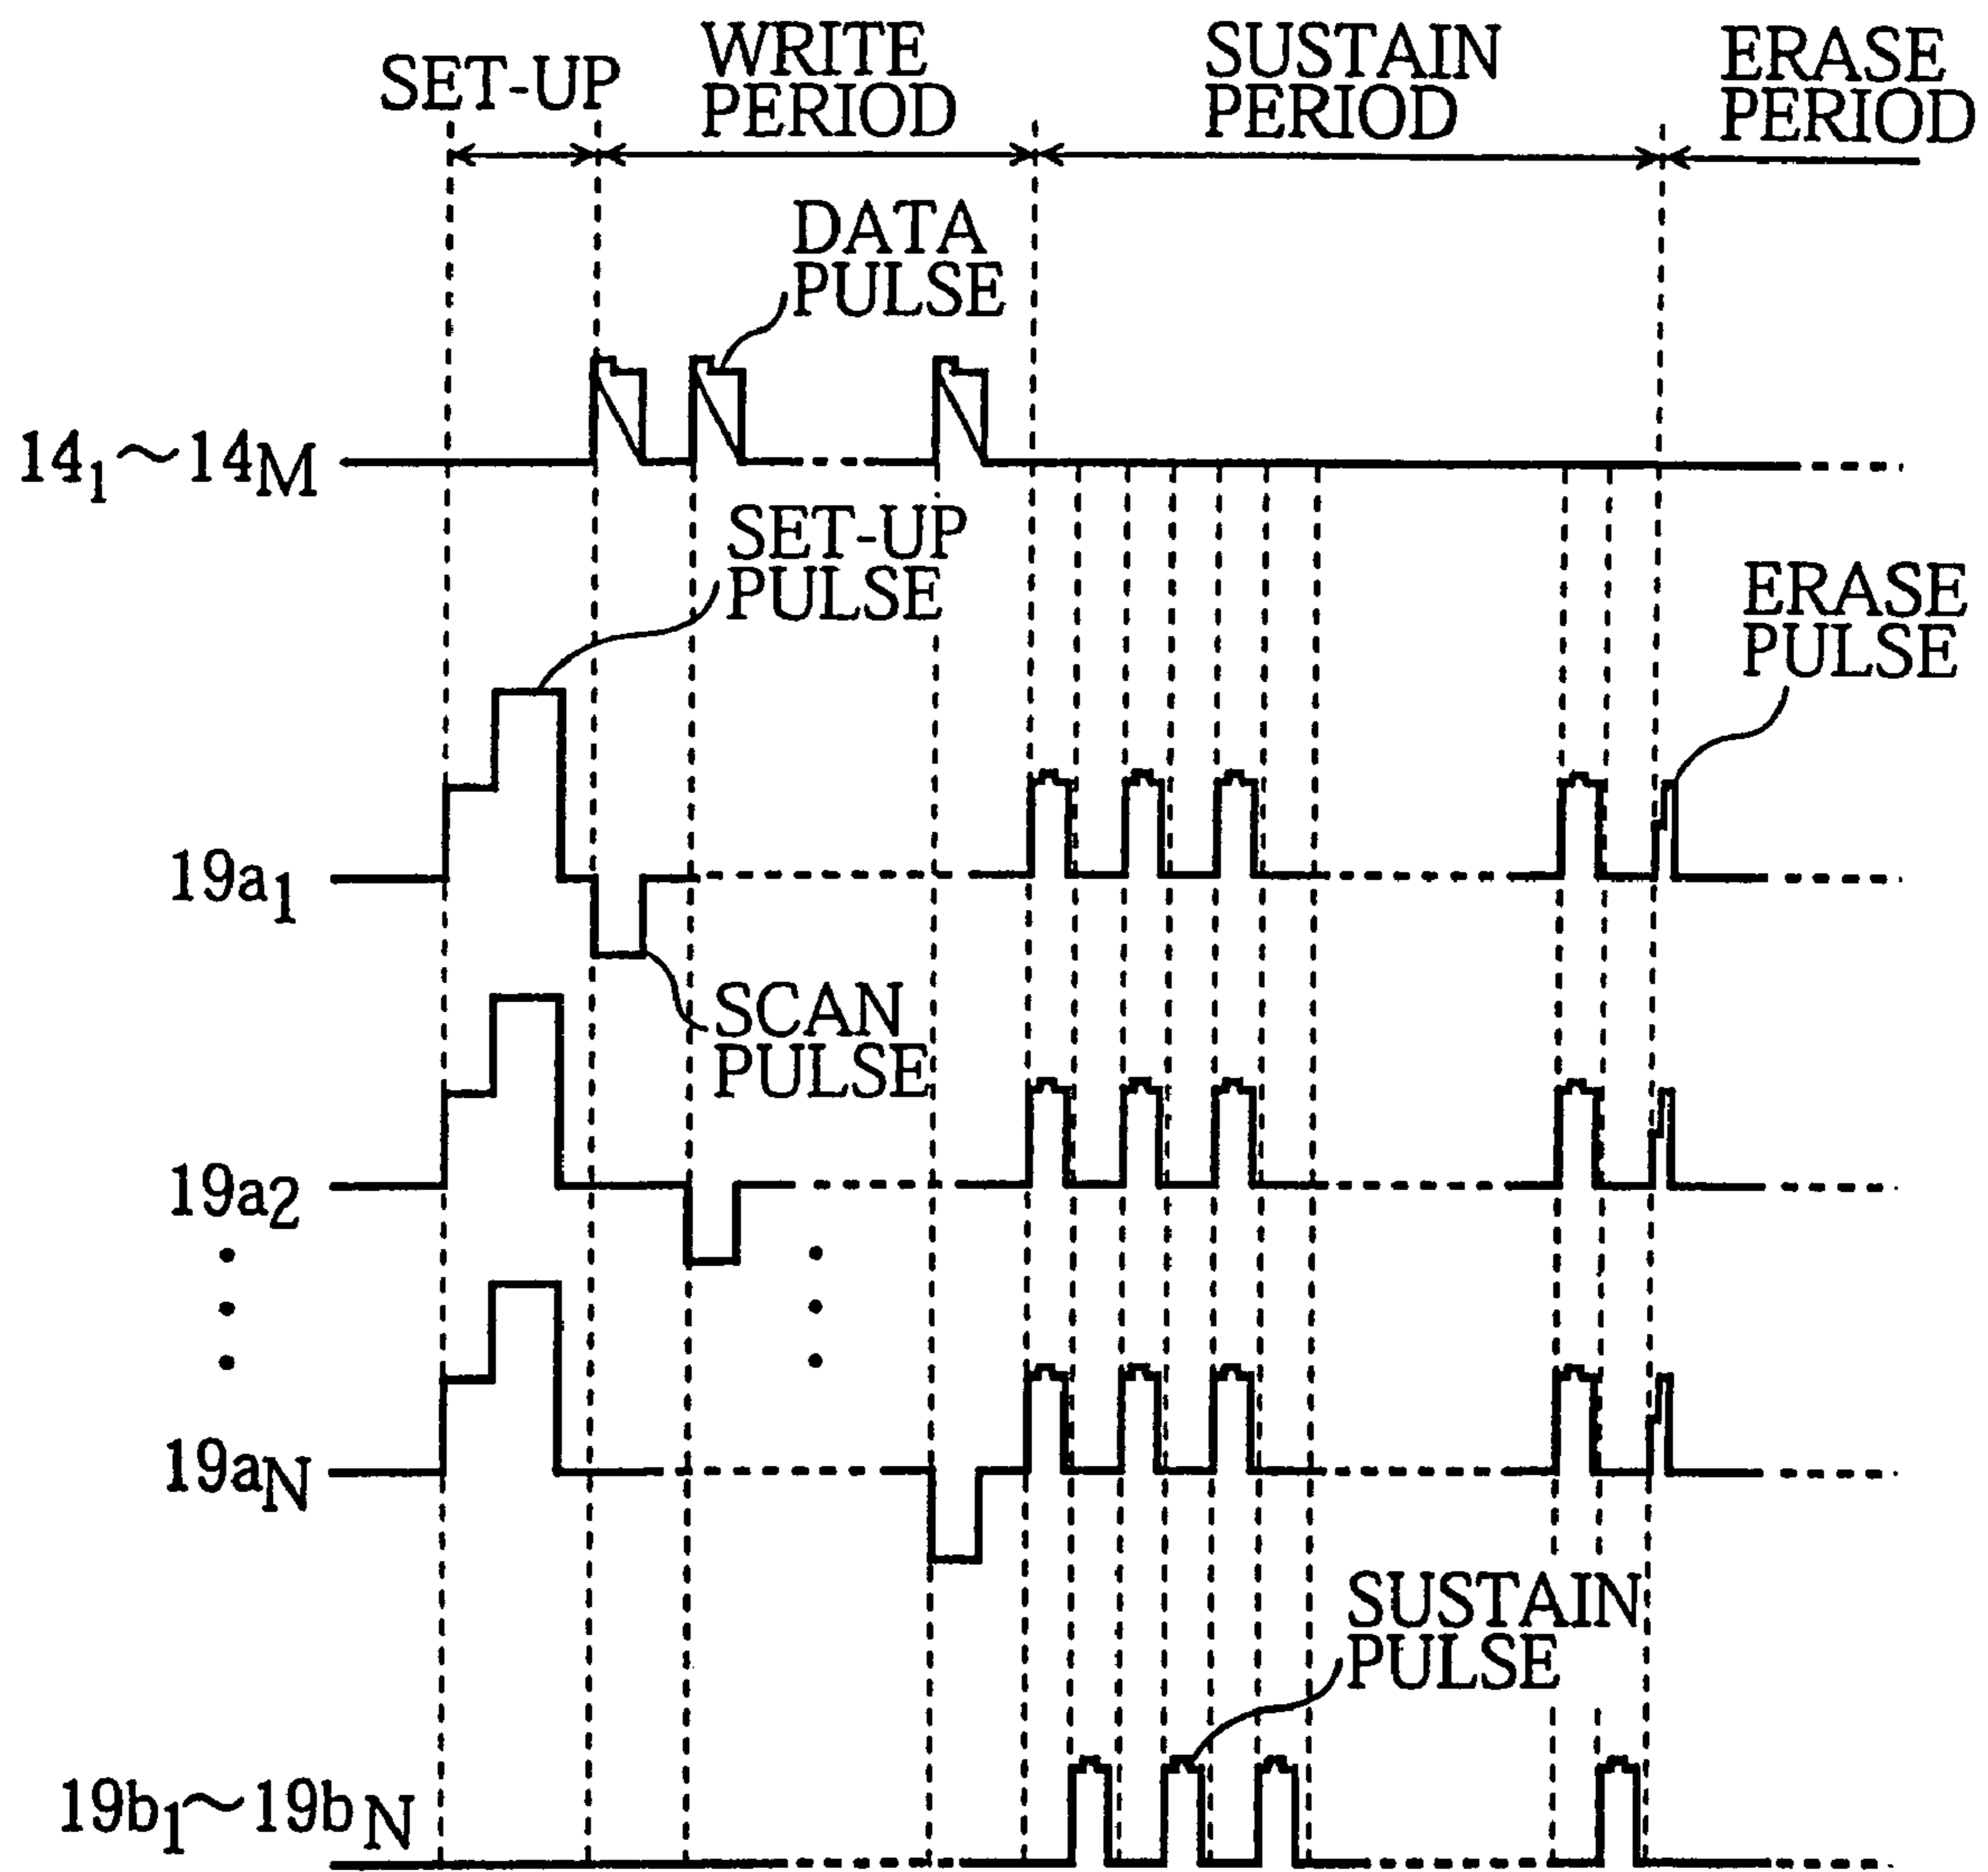 SET-UP
WRITE
PERIOD
SUSTAIN
PERIOD
ERASE
PERIOD
DATA
PULSE
14₁~14M
SET-UP
PULSE
ERASE
PULSE
19a₁
SCAN
PULSE
19a₂
19aN
SUSTAIN
PULSE
19b₁~19bN